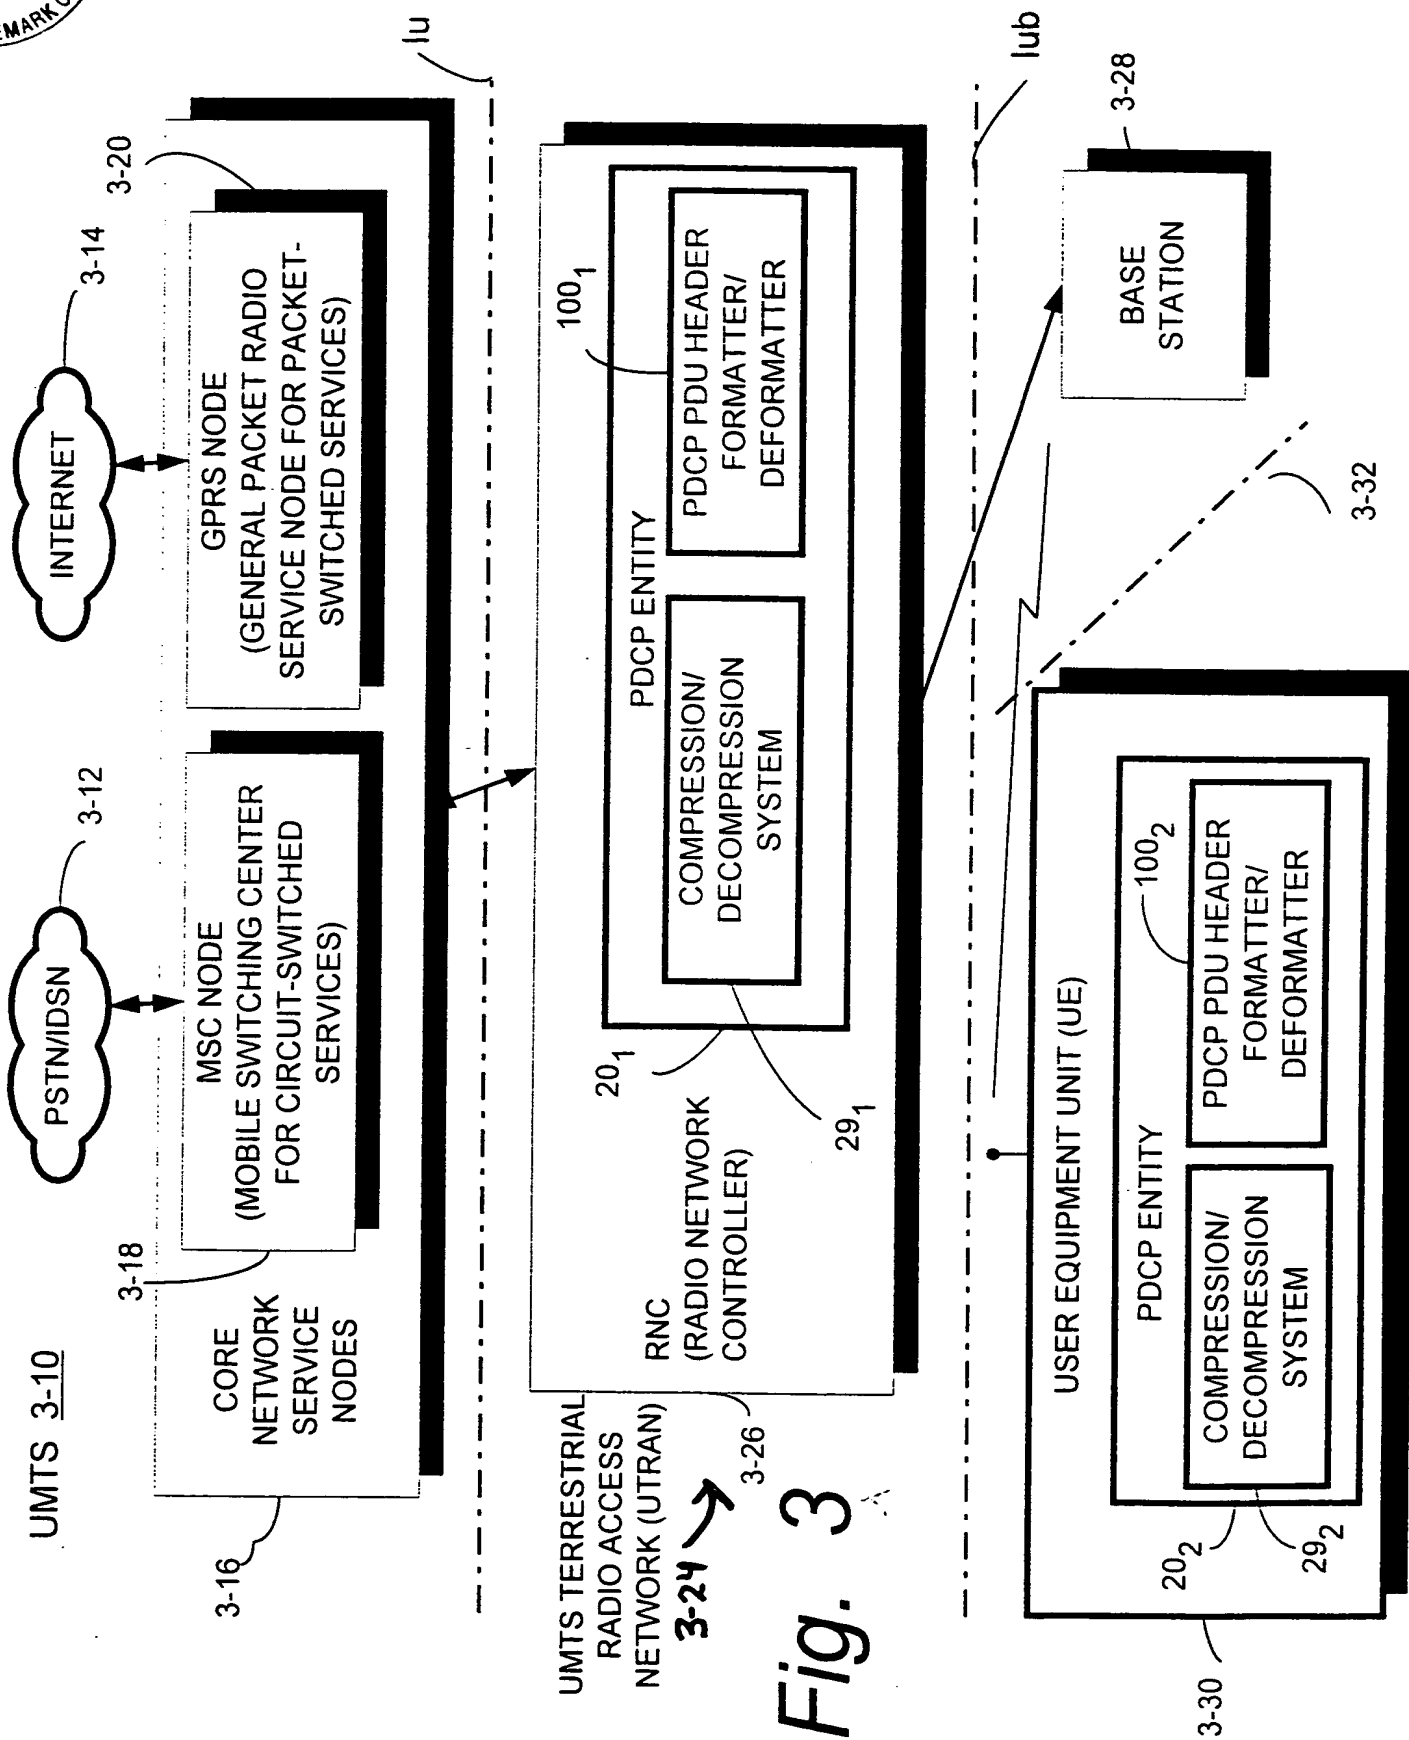 EMARK
UMTS 3-10
PSTN/IDSN
3-12
INTERNET
3-14
3-16
CORE
NETWORK
SERVICE
NODES
3-18
MSC NODE
(MOBILE SWITCHING CENTER
FOR CIRCUIT-SWITCHED
SERVICES)
GPRS NODE
(GENERAL PACKET RADIO
SERVICE NODE FOR PACKET-
SWITCHED SERVICES)
3-20
Iu
UMTS TERRESTRIAL
RADIO ACCESS
NETWORK (UTRAN)
3-24
3-26
RNC
(RADIO NETWORK
CONTROLLER)
20₁
29₁
PDCP ENTITY
COMPRESSION/
DECOMPRESSION
SYSTEM
100₁
PDCP PDU HEADER
FORMATTER/
DEFORMATTER
Iub
Fig. 3
USER EQUIPMENT UNIT (UE)
PDCP ENTITY
COMPRESSION/
DECOMPRESSION
SYSTEM
100₂
PDCP PDU HEADER
FORMATTER/
DEFORMATTER
20₂
29₂
3-30
BASE
STATION
3-28
3-32